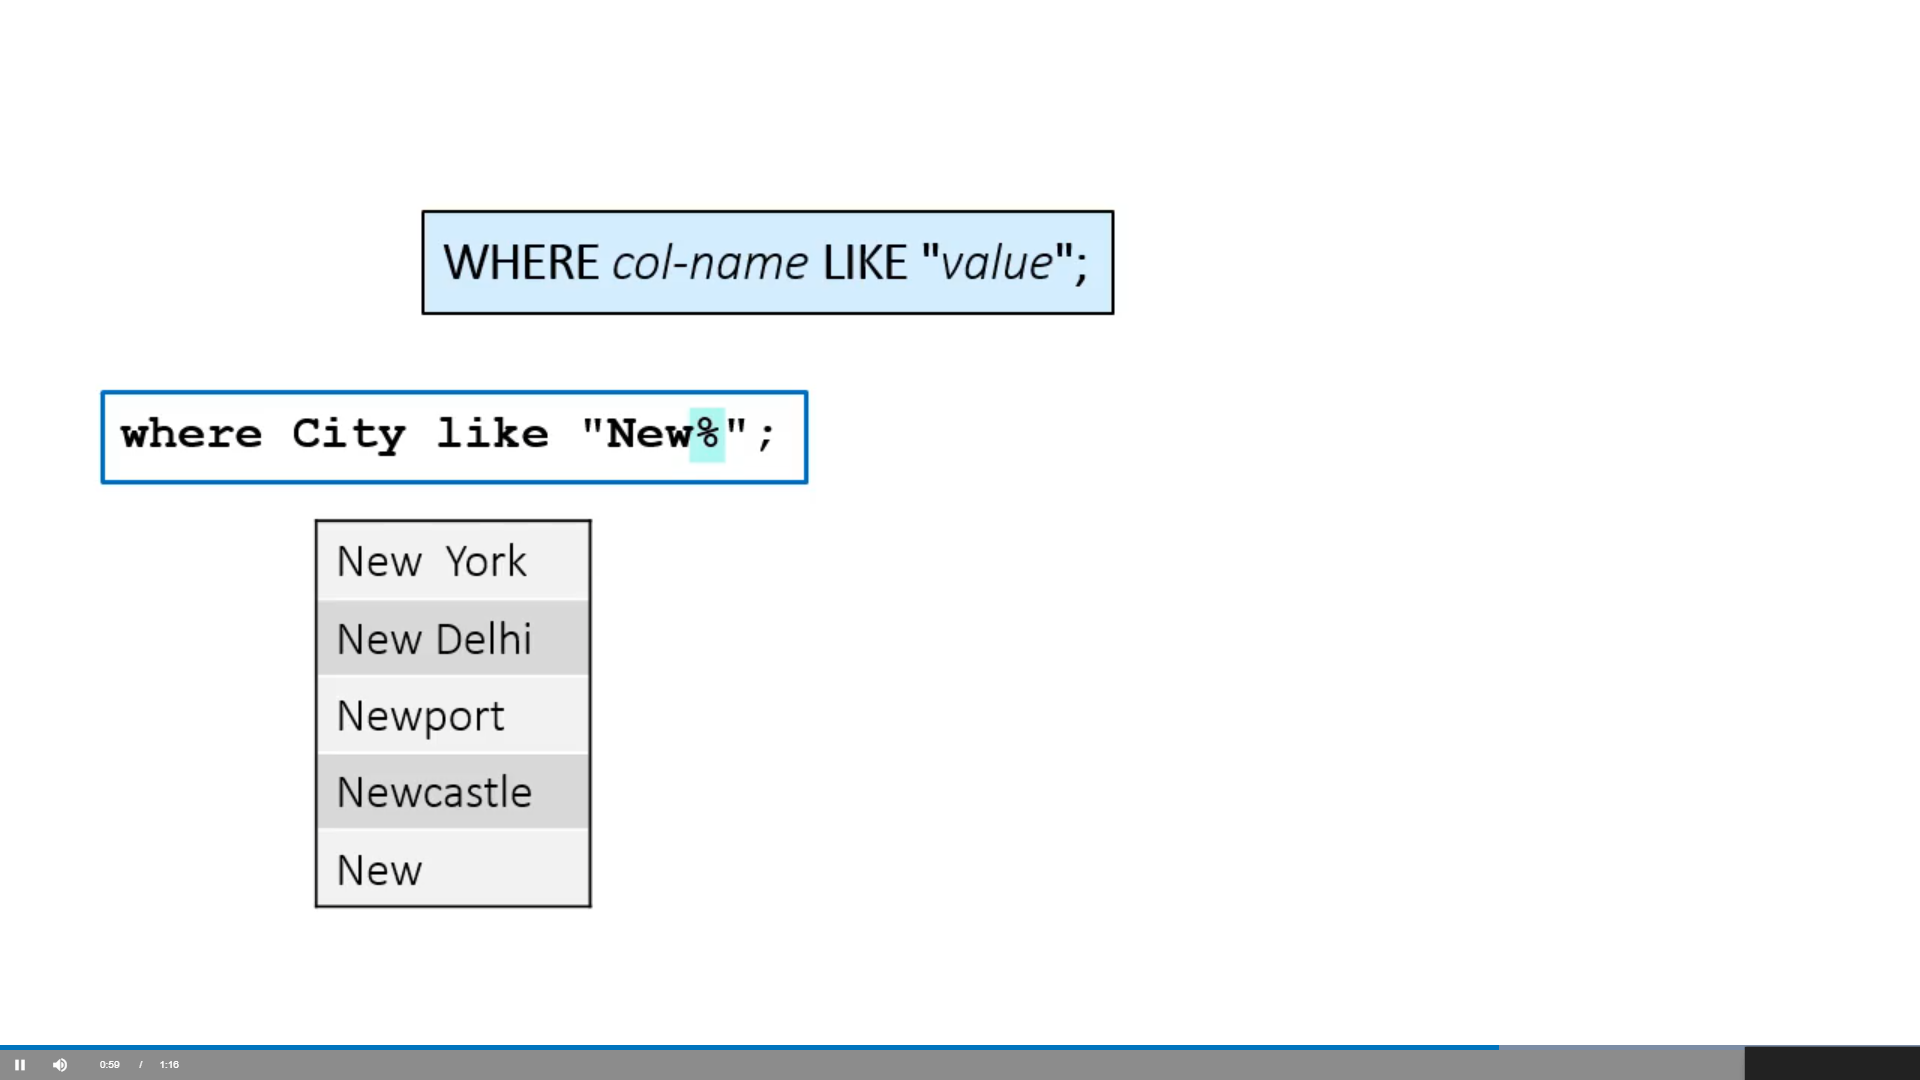 WHERE col-name LIKE "value";
where City like "New%";
New York
New Delhi
Newport
Newcastle
New
0:59 / 1:16